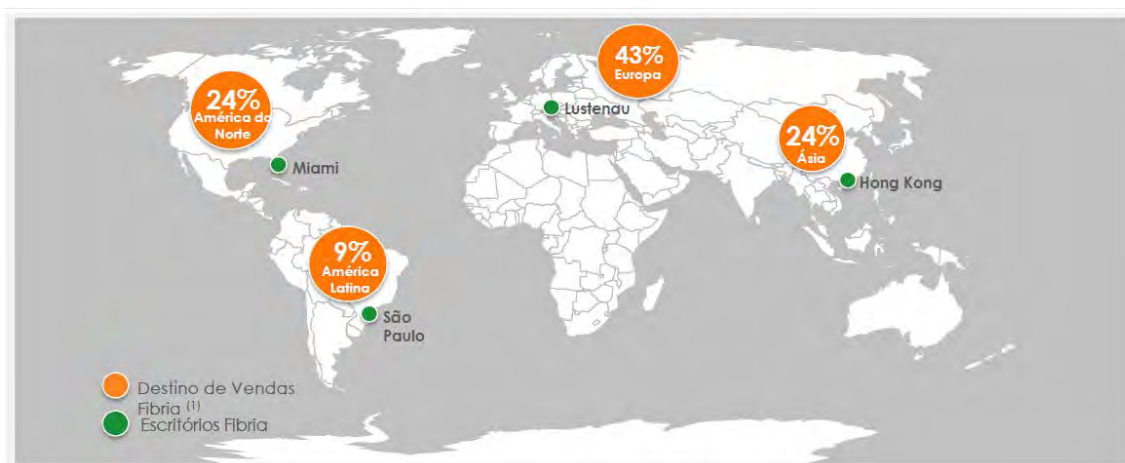 43%
Europa
Lustenau
24%
América do
Norte
Miami
24%
Ásia
Hong Kong
9%
América
Latina
São
Paulo
Destino de Vendas
Fibria (1)
Escritórios Fibria